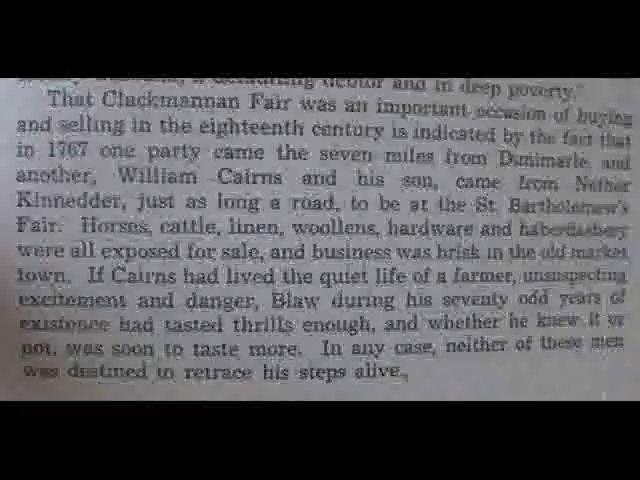 a defaulting debtor and in deep poverty."
That Clackmannan Fair was an important occasion of buying
and selling in the eighteenth century is indicated by the fact that
in 1767 one party came the seven miles from Dunimarle and
another, William Cairns and his son, came from Nether
Kinnedder, just as long a road, to be at the St. Bartholomew's
Fair. Horses, cattle, linen, woollens, hardware and haberdashery
were all exposed for sale, and business was brisk in the old market
town. If Cairns had lived the quiet life of a farmer, unsuspecting
excitement and danger, Blaw during his seventy odd years of
existence had tasted thrills enough, and whether he knew it or
not, was soon to taste more. In any case, neither of these men
was destined to retrace his steps alive.